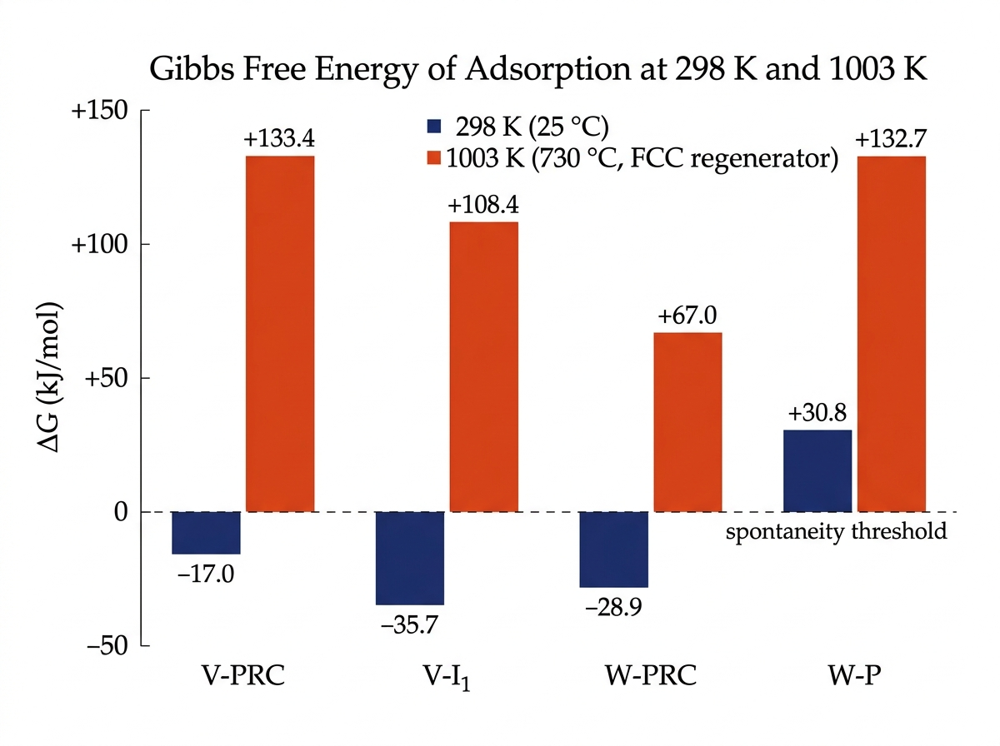 Gibbs Free Energy of Adsorption at 298 K and 1003 K
298 K (25 °C)
1003 K (730 °C, FCC regenerator)
ΔG (kJ/mol)
+150
+100
+50
0
–50
+133.4
+108.4
+67.0
+132.7
–17.0
–35.7
–28.9
+30.8
spontaneity threshold
V-PRC
V-I₁
W-PRC
W-P